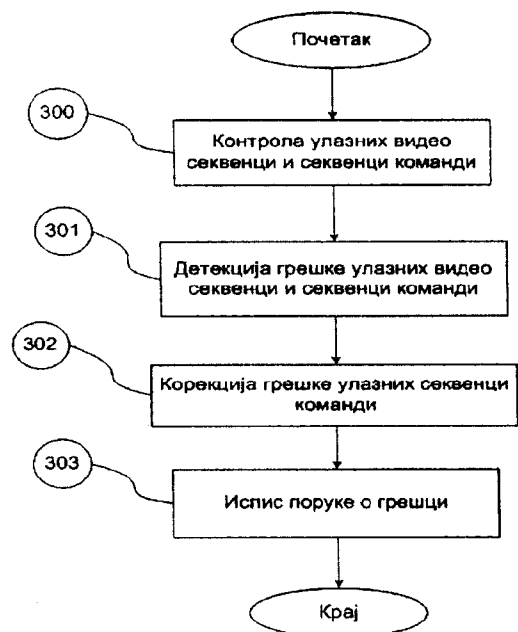 Почетак
300
Контрола улазних видео
секвенци и секвенци команди
301
Детекција грешке улазних видео
секвенци и секвенци команди
302
Корекција грешке улазних секвенци
команди
303
Испис поруке о грешци
Крај